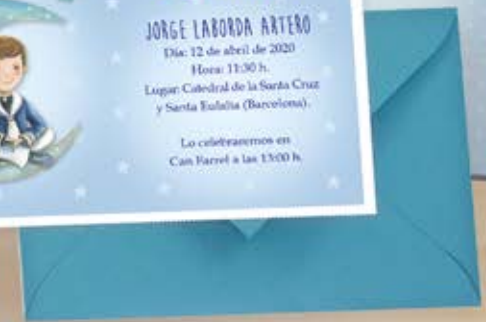 JORGE LABORDA ARTERO
Día: 12 de abril de 2020
Hora: 11:30 h.
Lugar: Catedral de la Santa Cruz
y Santa Eulalia (Barcelona).
Lo celebraremos en
Can Farrel a las 13:00 h.